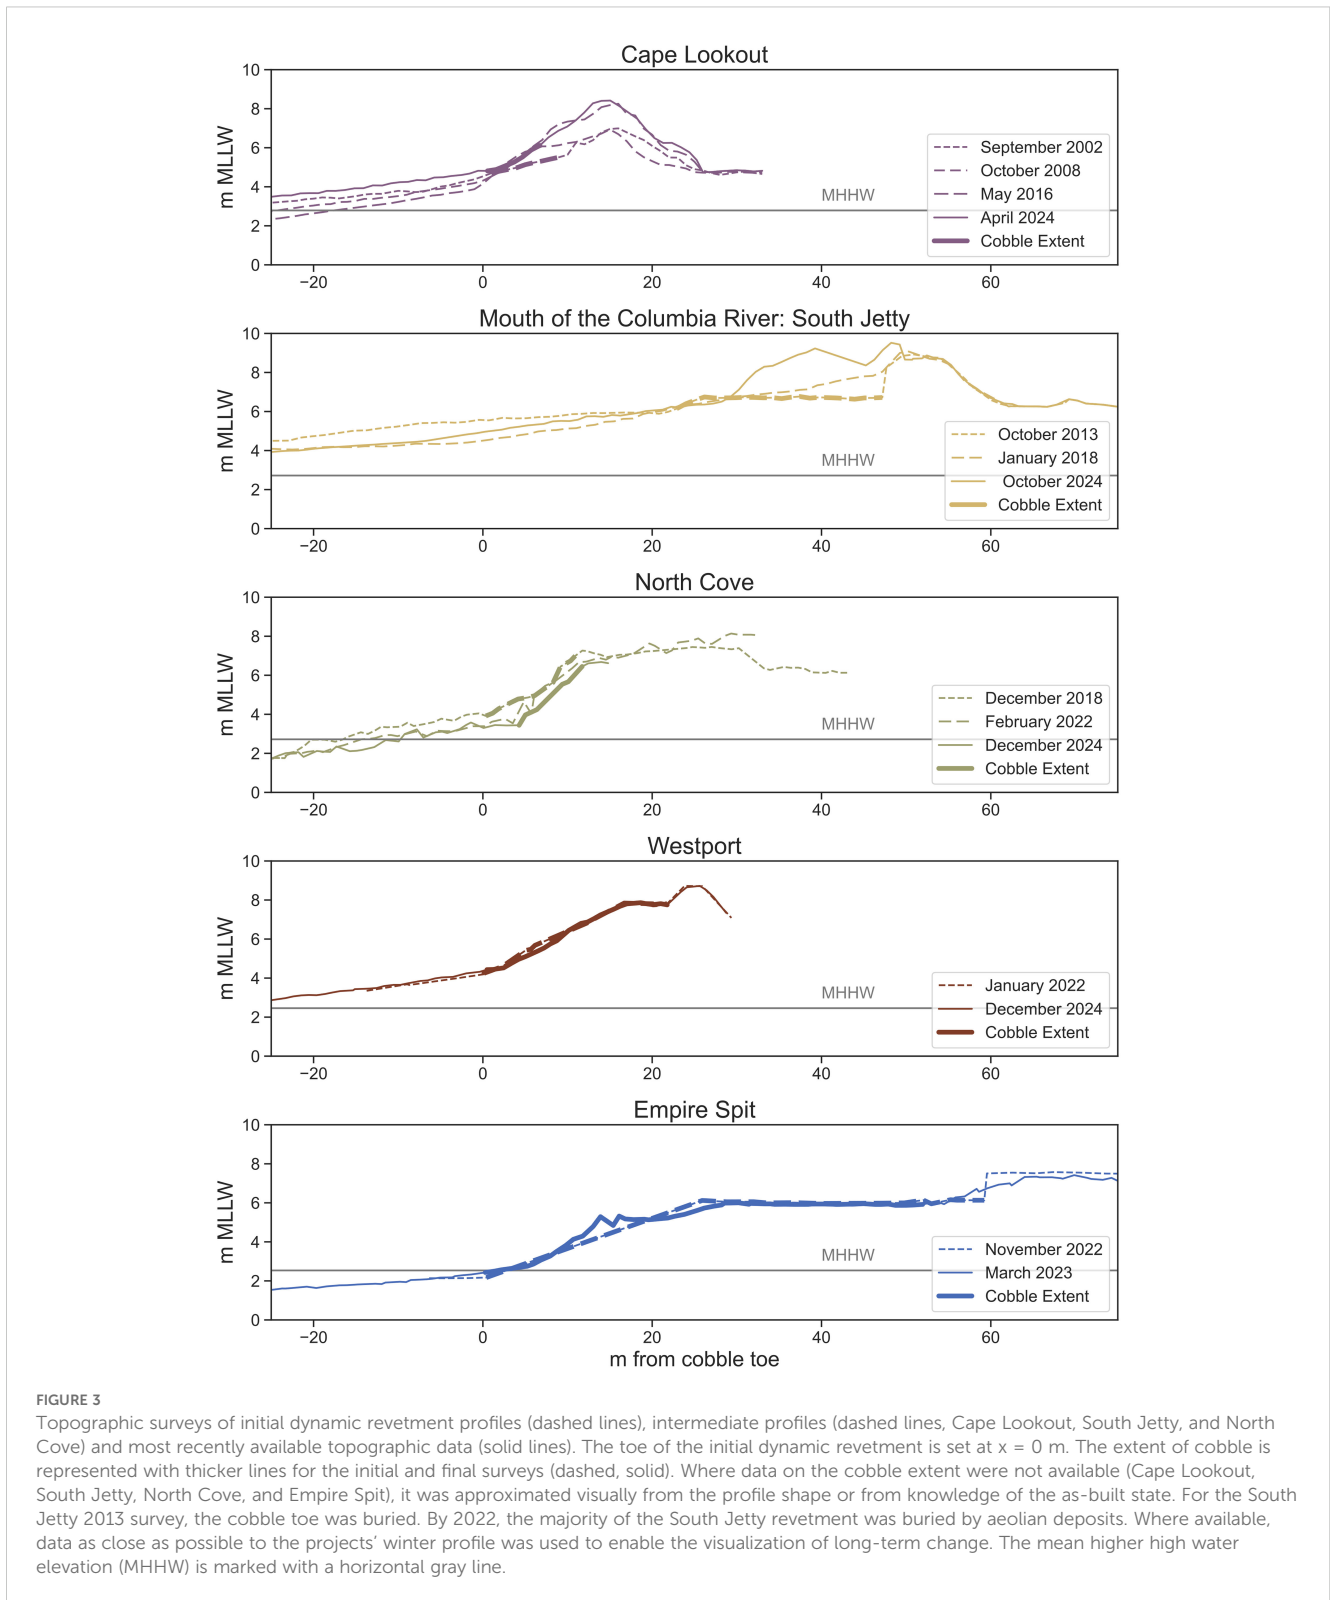 Cape Lookout
10
8
6
4
2
0
m MLLW
MHHW
September 2002
October 2008
May 2016
April 2024
Cobble Extent
−20 0 20 40 60
Mouth of the Columbia River: South Jetty
10
8
6
4
2
0
m MLLW
MHHW
October 2013
January 2018
October 2024
Cobble Extent
−20 0 20 40 60
North Cove
10
8
6
4
2
0
m MLLW
MHHW
December 2018
February 2022
December 2024
Cobble Extent
−20 0 20 40 60
Westport
10
8
6
4
2
0
m MLLW
MHHW
January 2022
December 2024
Cobble Extent
−20 0 20 40 60
Empire Spit
10
8
6
4
2
0
m MLLW
MHHW
November 2022
March 2023
Cobble Extent
−20 0 20 40 60
m from cobble toe
FIGURE 3
Topographic surveys of initial dynamic revetment profiles (dashed lines), intermediate profiles (dashed lines, Cape Lookout, South Jetty, and North
Cove) and most recently available topographic data (solid lines). The toe of the initial dynamic revetment is set at x = 0 m. The extent of cobble is
represented with thicker lines for the initial and final surveys (dashed, solid). Where data on the cobble extent were not available (Cape Lookout,
South Jetty, North Cove, and Empire Spit), it was approximated visually from the profile shape or from knowledge of the as-built state. For the South
Jetty 2013 survey, the cobble toe was buried. By 2022, the majority of the South Jetty revetment was buried by aeolian deposits. Where available,
data as close as possible to the projects’ winter profile was used to enable the visualization of long-term change. The mean higher high water
elevation (MHHW) is marked with a horizontal gray line.